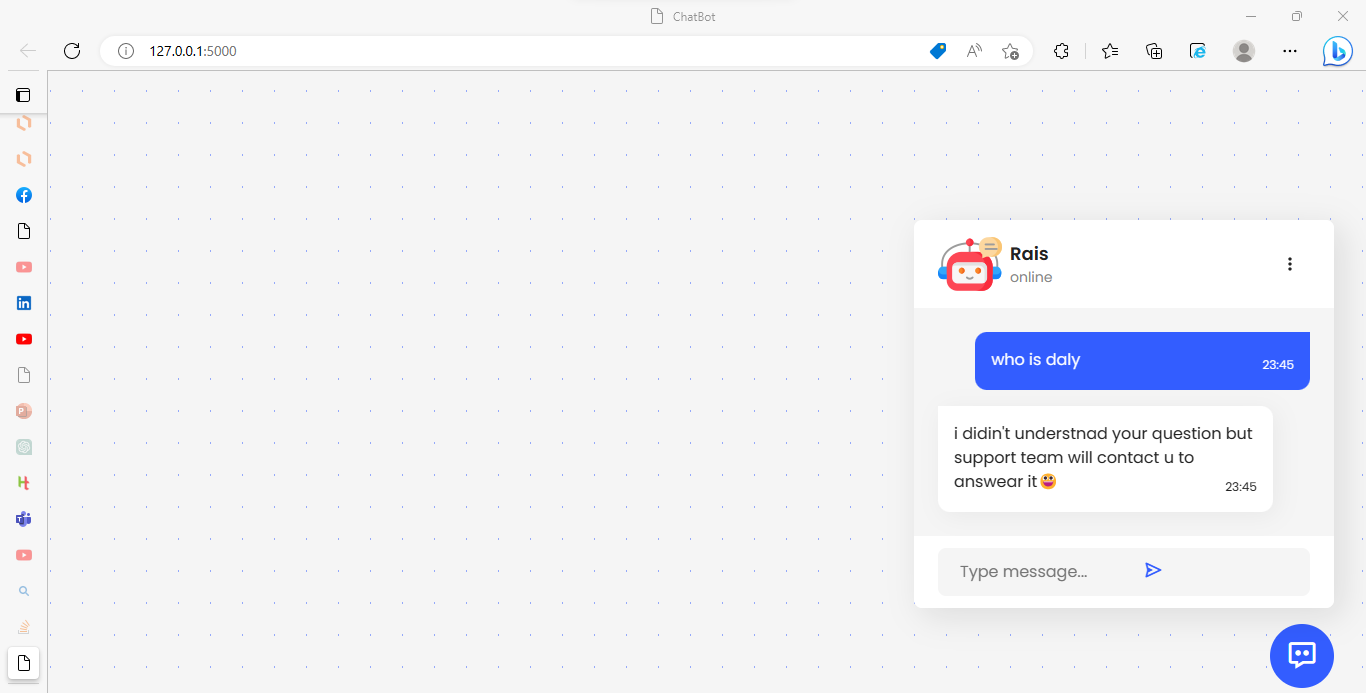 ChatBot
127.0.0.1:5000
Rais
online
who is daly
23:45
i didin't understnad your question but
support team will contact u to
answear it😃
23:45
Type message...